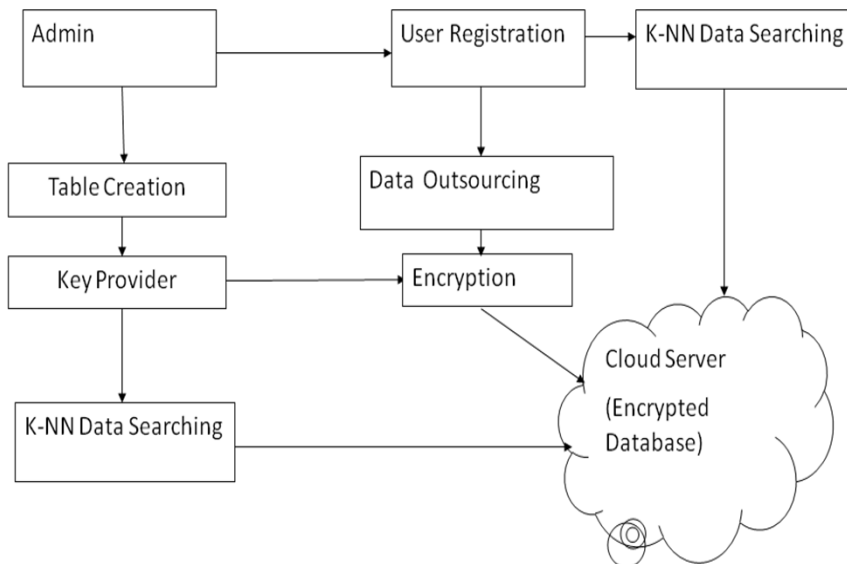 Admin
User Registration
K-NN Data Searching
Table Creation
Data Outsourcing
Key Provider
Encryption
Cloud Server
(Encrypted
Database)
K-NN Data Searching